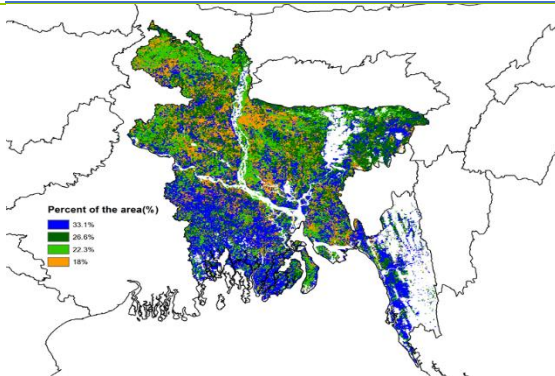 Percent of the area(%)
33.1%
26.6%
22.3%
18%